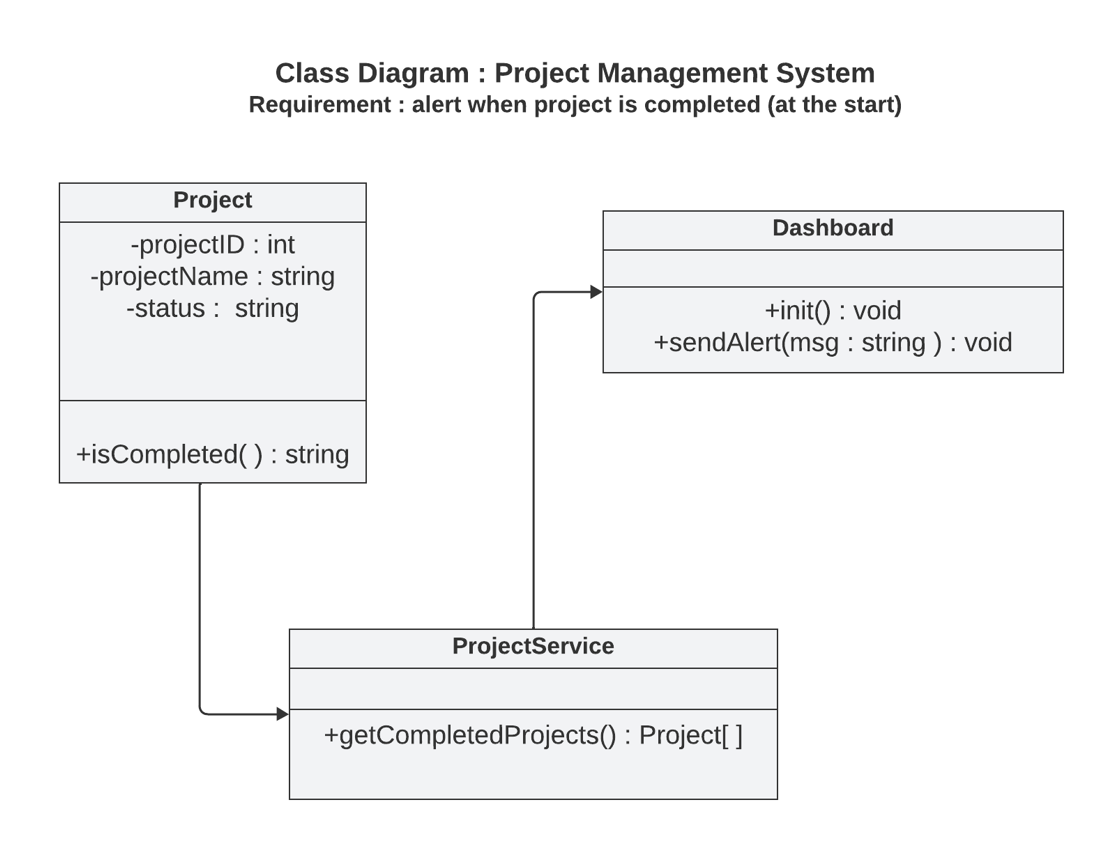 Class Diagram : Project Management System
Requirement : alert when project is completed (at the start)
Project
-projectID : int
-projectName : string
-status :  string
+isCompleted( ) : string
Dashboard
+init() : void
+sendAlert(msg : string ) : void
ProjectService
+getCompletedProjects() : Project[ ]